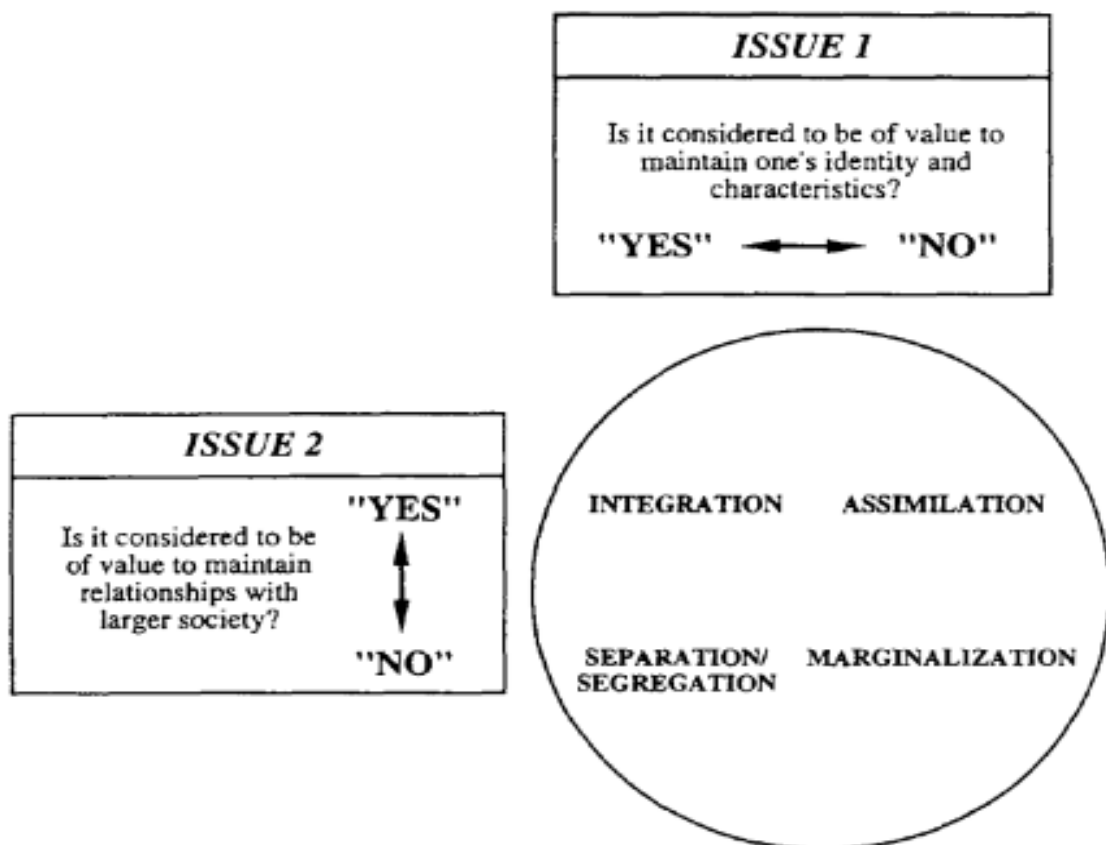 ISSUE 1
Is it considered to be of value to
maintain one's identity and
characteristics?
"YES" "NO"
ISSUE 2
Is it considered to be
of value to maintain
relationships with
larger society?
"YES"
"NO"
INTEGRATION ASSIMILATION
SEPARATION/
SEGREGATION
MARGINALIZATION